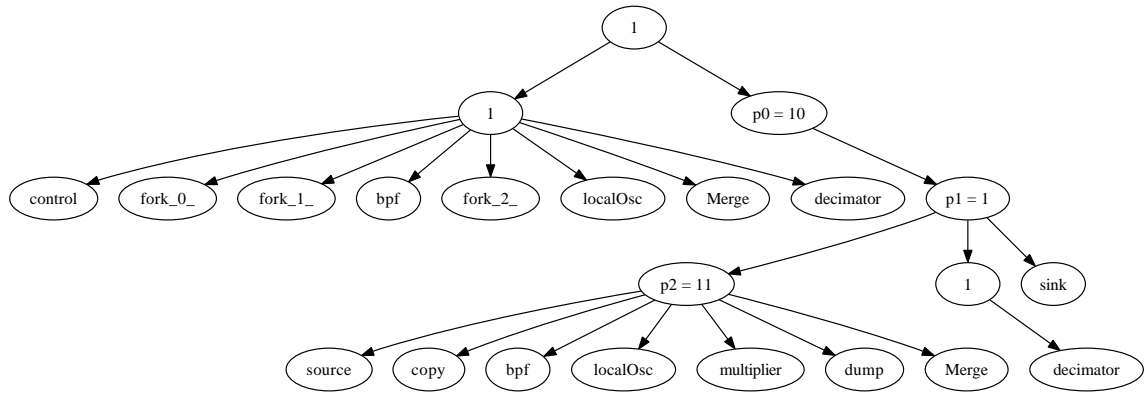 1
1
p0 = 10
control
fork_0_
fork_1_
bpf
fork_2_
localOsc
Merge
decimator
p1 = 1
p2 = 11
1
sink
source
copy
bpf
localOsc
multiplier
dump
Merge
decimator